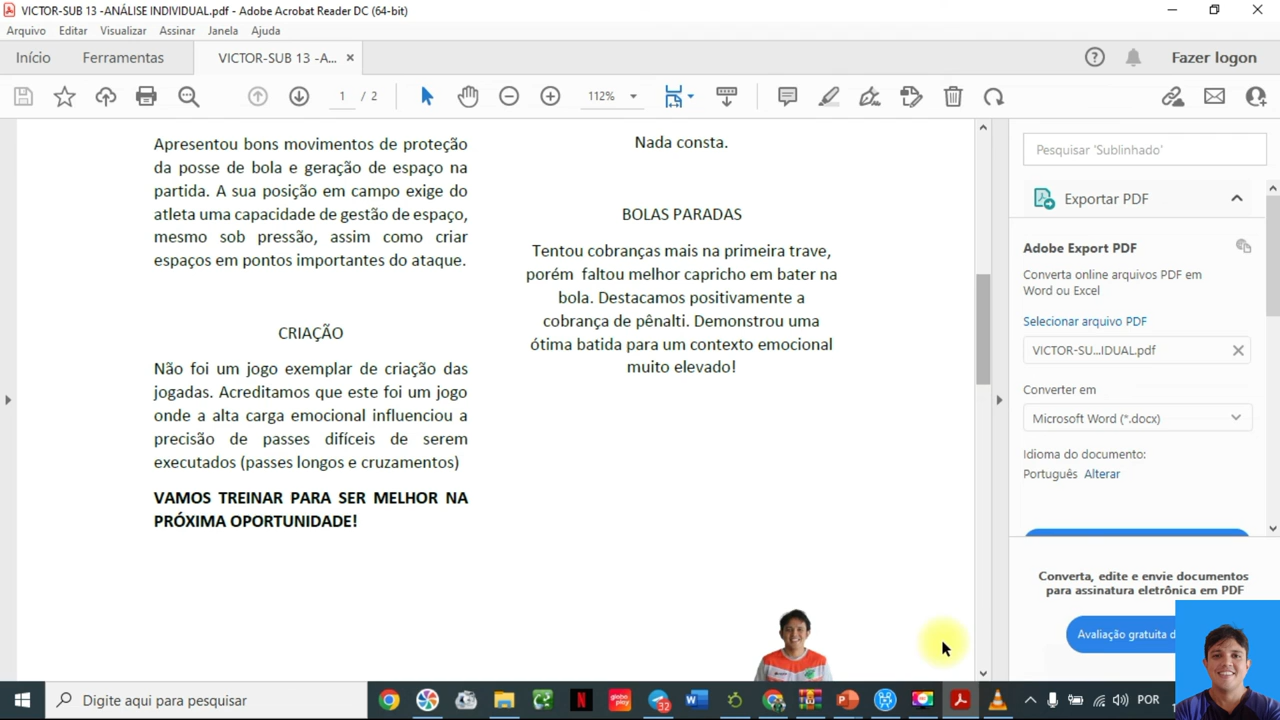 VICTOR-SUB 13 -ANÁLISE INDIVIDUAL.pdf - Adobe Acrobat Reader DC (64-bit)
Arquivo Editar Visualizar Assinar Janela Ajuda
Início Ferramentas VICTOR-SUB 13 -A... × Fazer logon
1 / 2 112%
Apresentou bons movimentos de proteção
da posse de bola e geração de espaço na
partida. A sua posição em campo exige do
atleta uma capacidade de gestão de espaço,
mesmo sob pressão, assim como criar
espaços em pontos importantes do ataque.
CRIAÇÃO
Não foi um jogo exemplar de criação das
jogadas. Acreditamos que este foi um jogo
onde a alta carga emocional influenciou a
precisão de passes difíceis de serem
executados (passes longos e cruzamentos)
VAMOS TREINAR PARA SER MELHOR NA
PRÓXIMA OPORTUNIDADE!
Nada consta.
BOLAS PARADAS
Tentou cobranças mais na primeira trave,
porém faltou melhor capricho em bater na
bola. Destacamos positivamente a
cobrança de pênalti. Demonstrou uma
ótima batida para um contexto emocional
muito elevado!
Pesquisar 'Sublinhado'
Exportar PDF
Adobe Export PDF
Converta online arquivos PDF em
Word ou Excel
Selecionar arquivo PDF
VICTOR-SU...IDUAL.pdf
Converter em
Microsoft Word (*.docx)
Idioma do documento:
Português Alterar
Converta, edite e envie documentos
para assinatura eletrônica em PDF
Avaliação gratuita d
Digite aqui para pesquisar
globo
play
32
POR